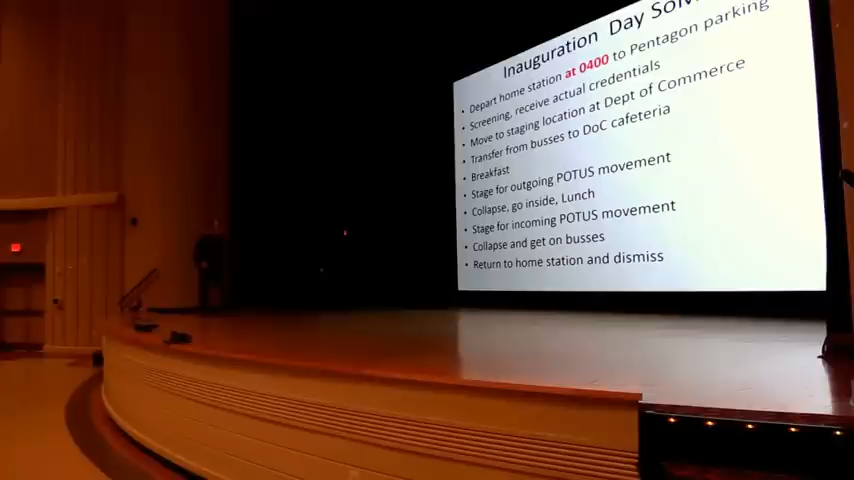 Inauguration Day
• Depart home station at 0400 to Pentagon parking
• Screening, receive actual credentials
• Move to staging location at Dept of Commerce
• Transfer from busses to DoC cafeteria
• Breakfast
• Stage for outgoing POTUS movement
• Collapse, go inside, Lunch
• Stage for incoming POTUS movement
• Collapse and get on busses
• Return to home station and dismiss